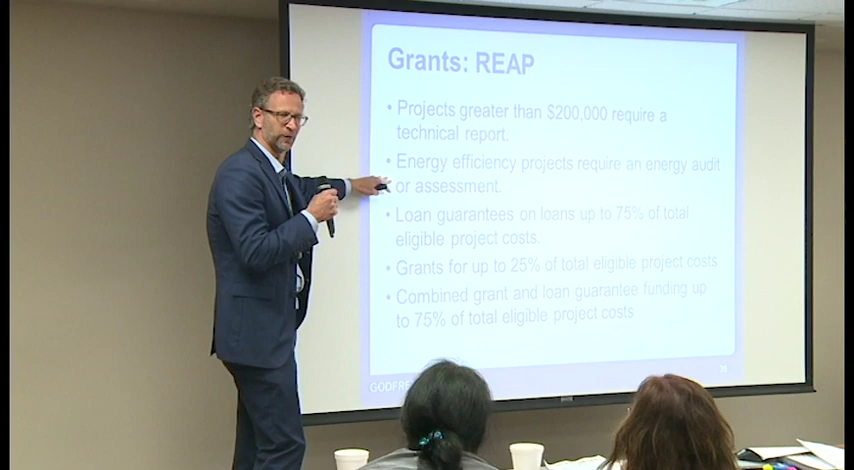 Grants: REAP
• Projects greater than $200,000 require a
technical report.
• Energy efficiency projects require an energy audit
or assessment.
• Loan guarantees on loans up to 75% of total
eligible project costs.
• Grants for up to 25% of total eligible project costs
• Combined grant and loan guarantee funding up
to 75% of total eligible project costs